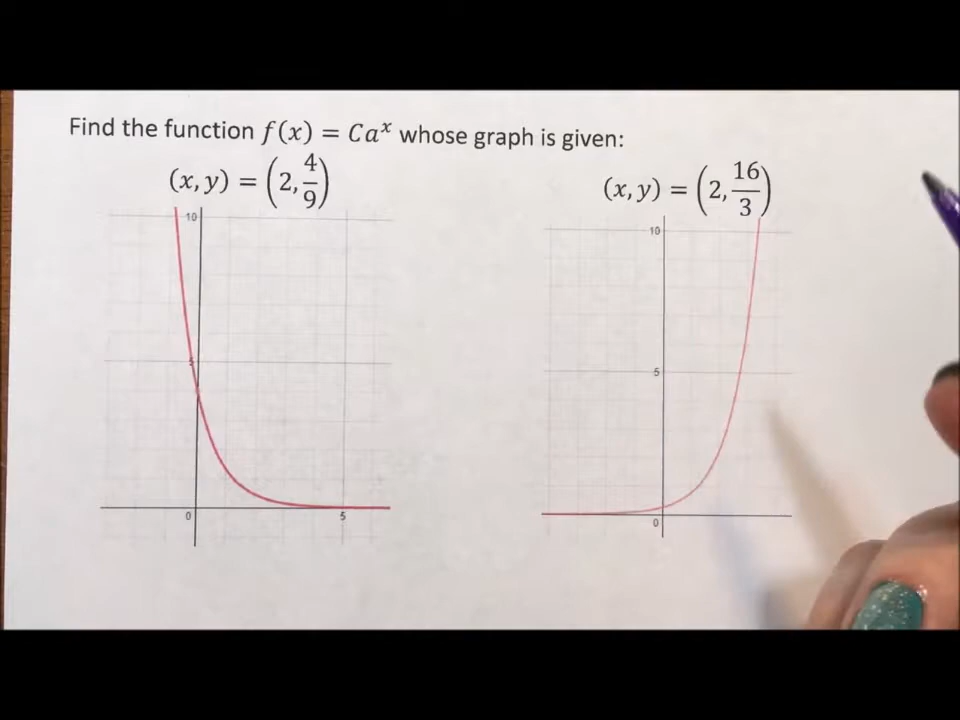 Find the function f(x) = Ca^x whose graph is given:
(x, y) = (2, 4/9)
(x, y) = (2, 16/3)
10
5
0
5
10
5
0